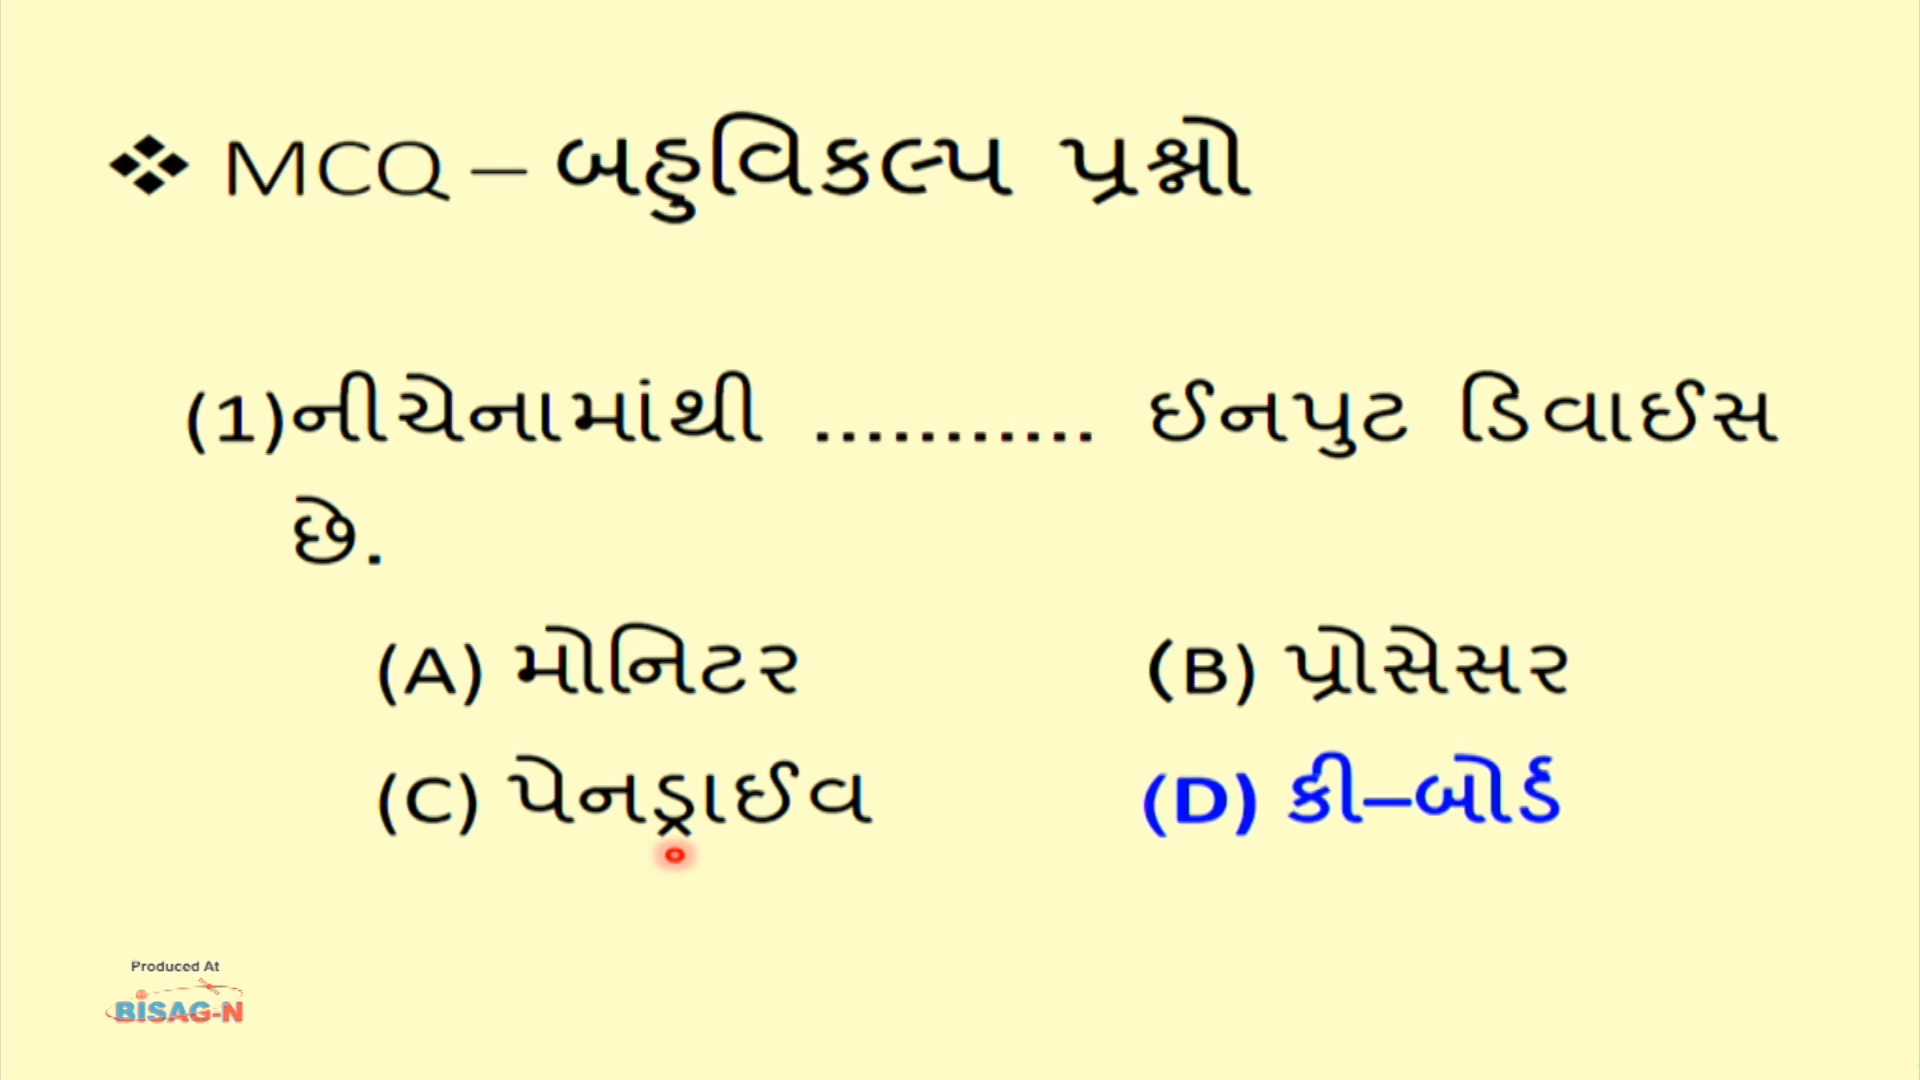 ❖ MCQ – બહુવિકલ્પ પ્રશ્નો
(1)નીચેનામાંથી ........... ઈનપુટ ડિવાઈસ
છે.
(A) મોનિટર (B) પ્રોસેસર
(C) પેનડ્રાઈવ (D) કી–બોર્ડ
Produced At
BISAG-N